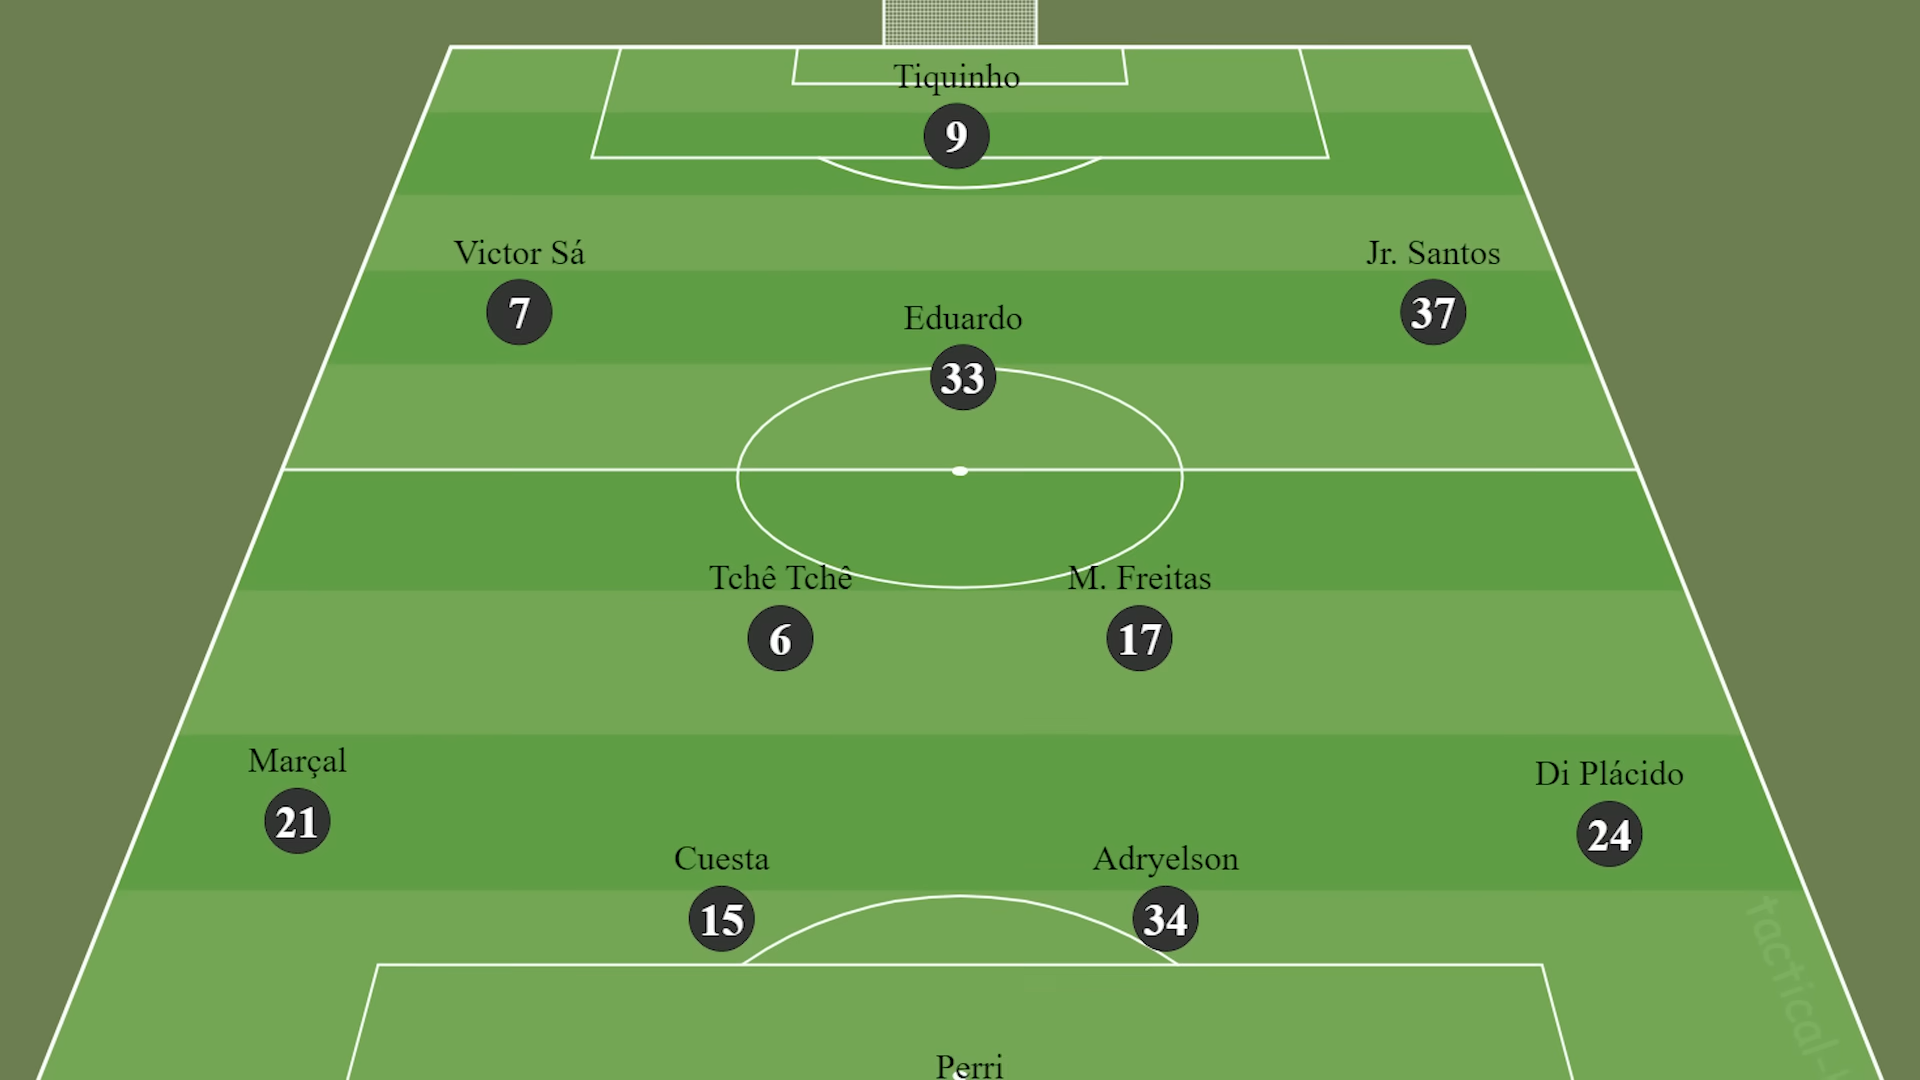 Tiquinho
9
Victor Sá
Jr. Santos
7
37
Eduardo
33
Tchê Tchê
M. Freitas
6
17
Marçal
Di Plácido
21
24
Cuesta
Adryelson
15
34
tactical-
Perri